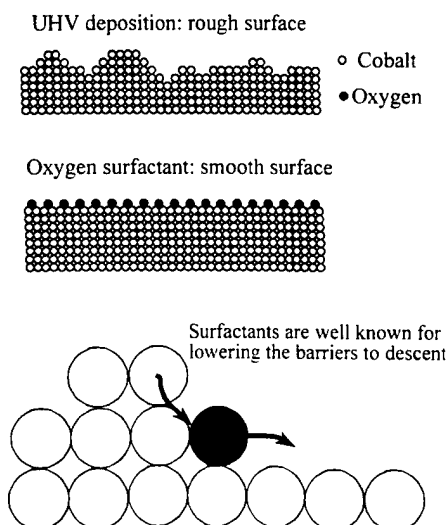 UHV deposition: rough surface
Cobalt
Oxygen
Oxygen surfactant: smooth surface
Surfactants are well known for
lowering the barriers to descent